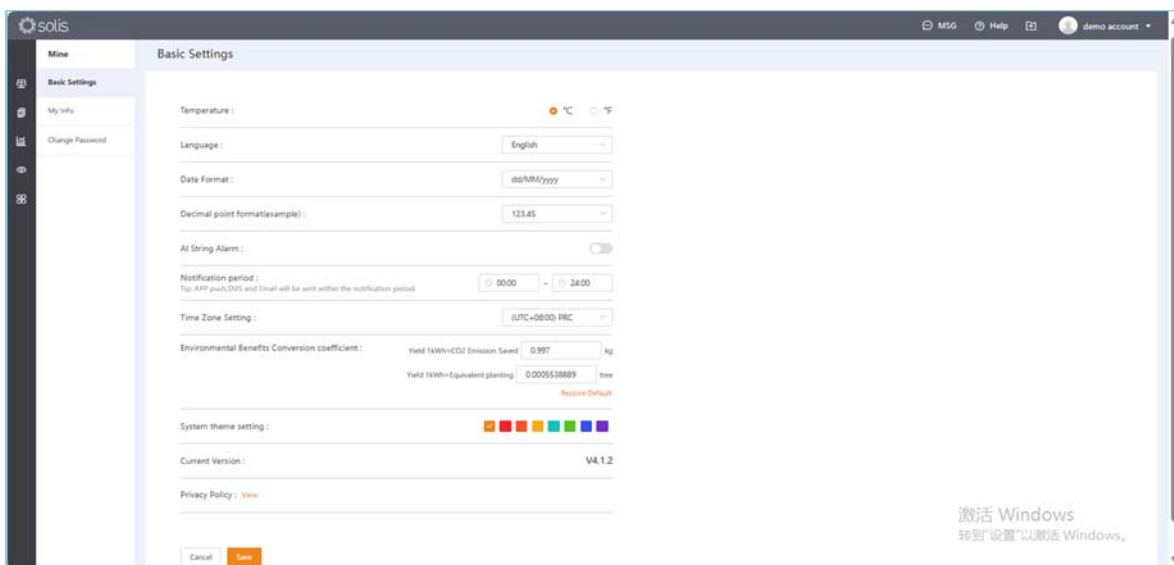 solis
MSG Help demo account
Mine
Basic Settings
Basic Settings
My Info
Change Password
Temperature :
℃ ℉
Language :
English
Date Format :
dd/MM/yyyy
Decimal point format(example) :
123.45
AI String Alarm :
Notification period :
Tip: APP push,SMS and Email will be sent within the notification period
00:00 ~ 24:00
Time Zone Setting :
(UTC+08:00) PRC
Environmental Benefits Conversion coefficient :
Yield 1kWh=CO2 Emission Saved 0.997 kg
Yield 1kWh=Equivalent planting 0.0005538889 tree
Restore Default
System theme setting :
Current Version :
V4.1.2
Privacy Policy : View
Cancel Save
激活 Windows
转到"设置"以激活 Windows。